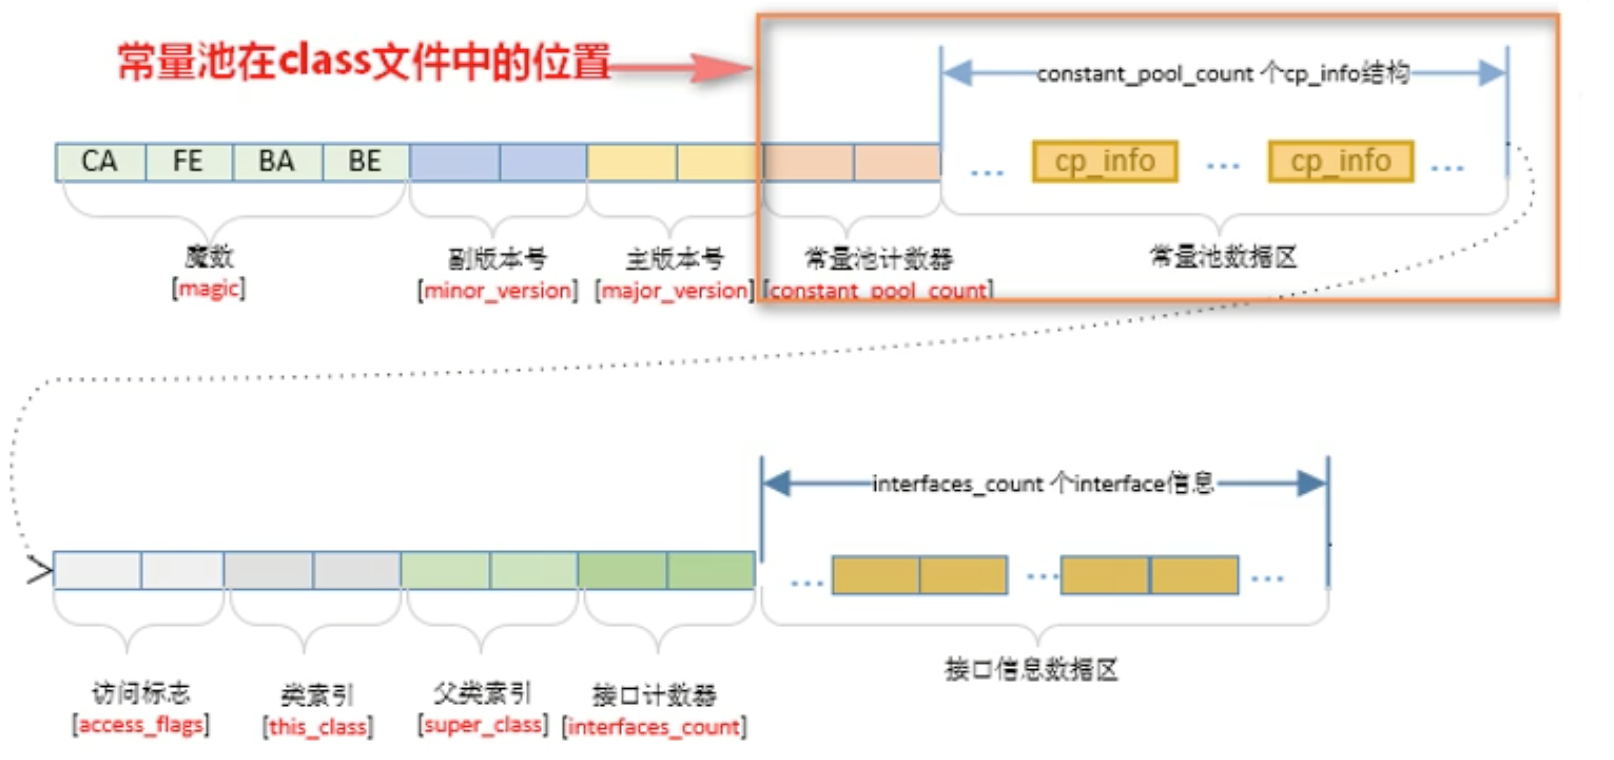 常量池在class文件中的位置
constant_pool_count 个cp_info结构
CA FE BA BE
... cp_info ... cp_info ...
魔数 副版本号 主版本号 常量池计数器 常量池数据区
[magic] [minor_version] [major_version] [constant_pool_count]
interfaces_count 个interface信息
... ... ...
接口信息数据区
访问标志 类索引 父类索引 接口计数器
[access_flags] [this_class] [super_class] [interfaces_count]